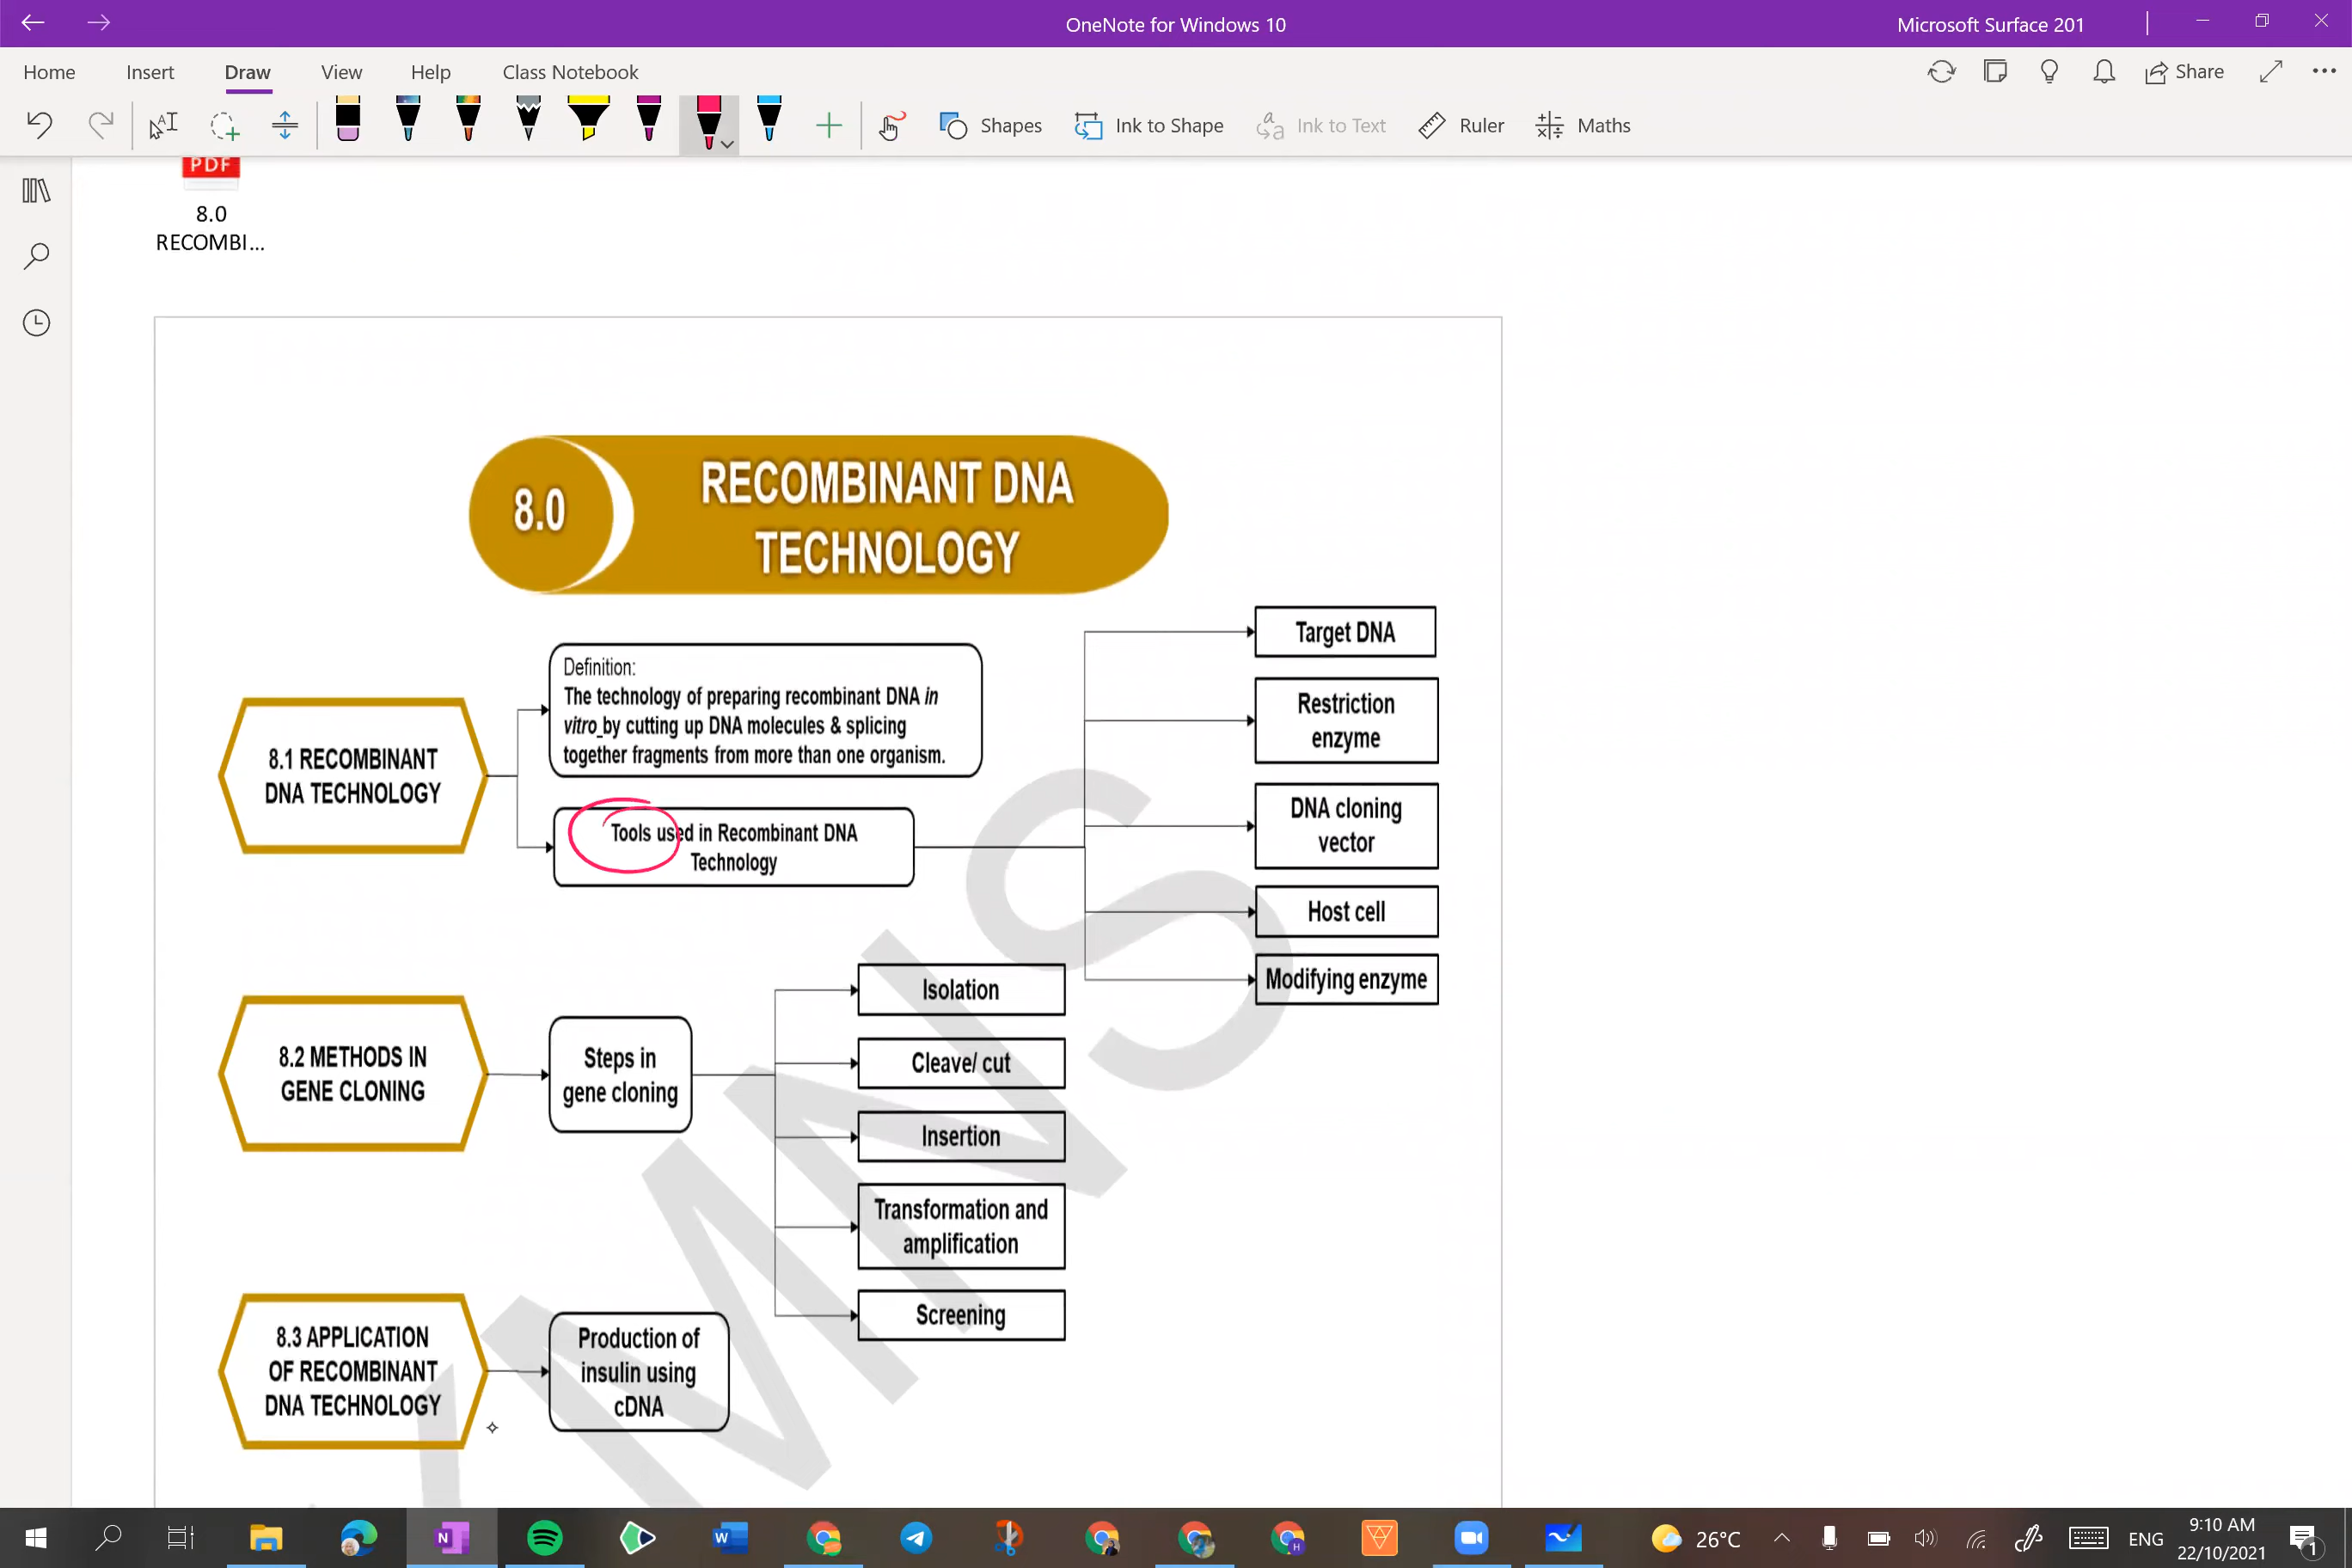 OneNote for Windows 10
Microsoft Surface 201
Home
Insert
Draw
View
Help
Class Notebook
Share
Shapes
Ink to Shape
Ink to Text
Ruler
Maths
PDF
8.0
RECOMBI...
8.0
RECOMBINANT DNA
TECHNOLOGY
8.1 RECOMBINANT
DNA TECHNOLOGY
Definition:
The technology of preparing recombinant DNA in
vitro by cutting up DNA molecules & splicing
together fragments from more than one organism.
Tools used in Recombinant DNA
Technology
Target DNA
Restriction
enzyme
DNA cloning
vector
Host cell
Modifying enzyme
8.2 METHODS IN
GENE CLONING
Steps in
gene cloning
Isolation
Cleave/ cut
Insertion
Transformation and
amplification
Screening
8.3 APPLICATION
OF RECOMBINANT
DNA TECHNOLOGY
Production of
insulin using
cDNA
26°C
ENG
9:10 AM
22/10/2021
1